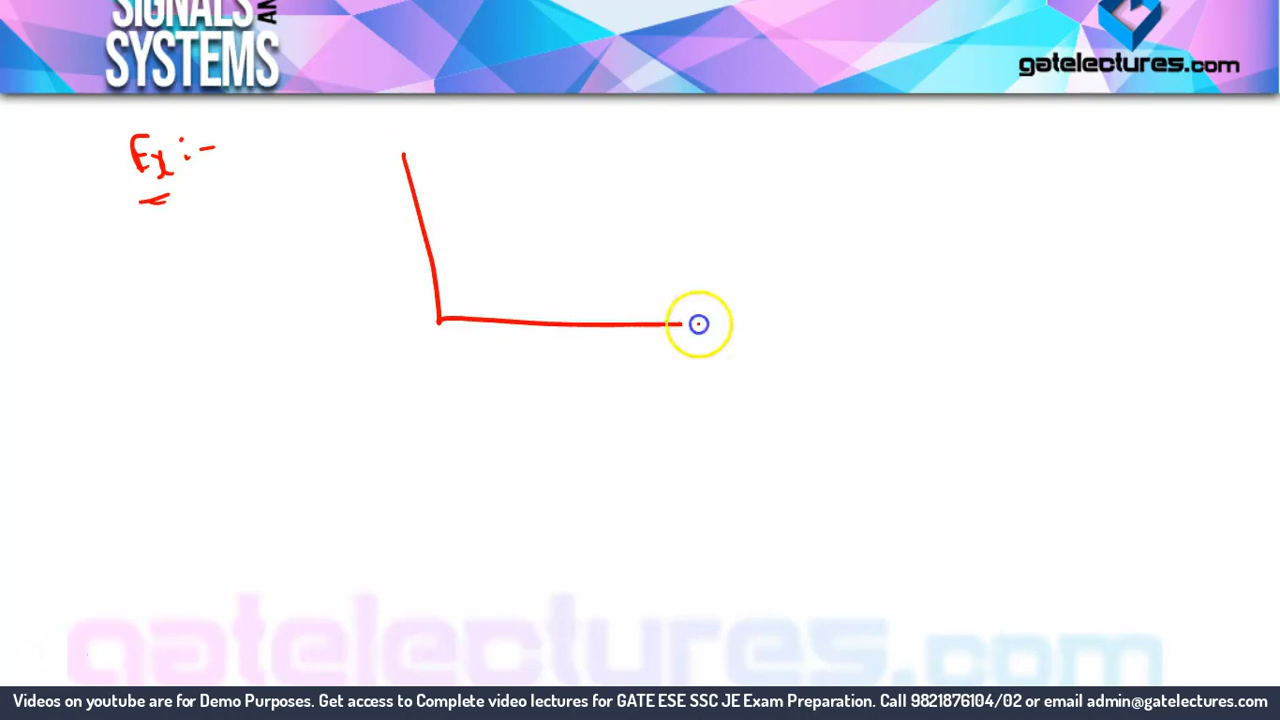 SIGNALS AN
SYSTEMS
gatelectures.com
Ex :-
gatelectures.com
Videos on youtube are for Demo Purposes. Get access to Complete video lectures for GATE ESE SSC JE Exam Preparation. Call 9821876104/02 or email admin@gatelectures.com